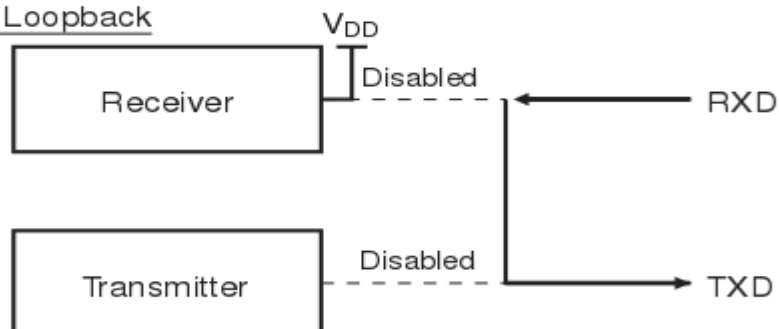 Loopback
VDD
Disabled
Receiver
RXD
Disabled
Transmitter
TXD